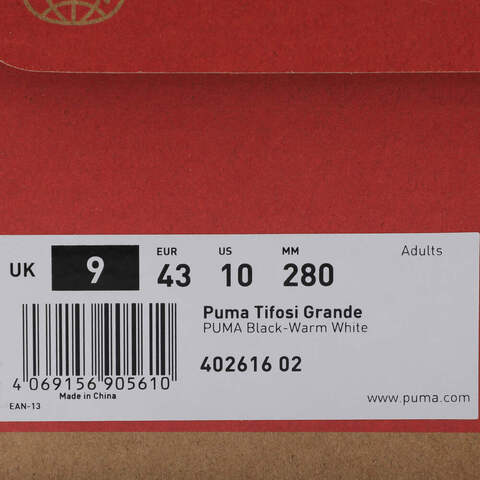 Adults
EUR US MM
UK 9 43 10 280
Puma Tifosi Grande
PUMA Black-Warm White
402616 02
4 069156 905610
Made in China
www.puma.com
EAN-13